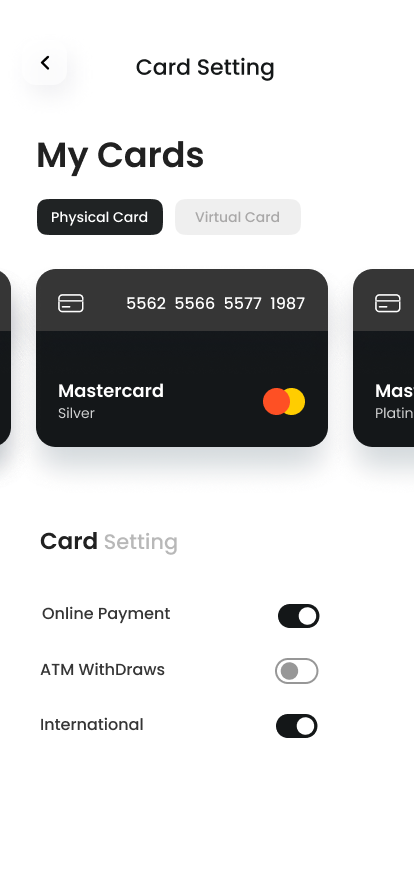 Card Setting
My Cards
Physical Card
Virtual Card
5562 5566 5577 1987
Mastercard
Silver
Mas
Platin
Card Setting
Online Payment
ATM WithDraws
International